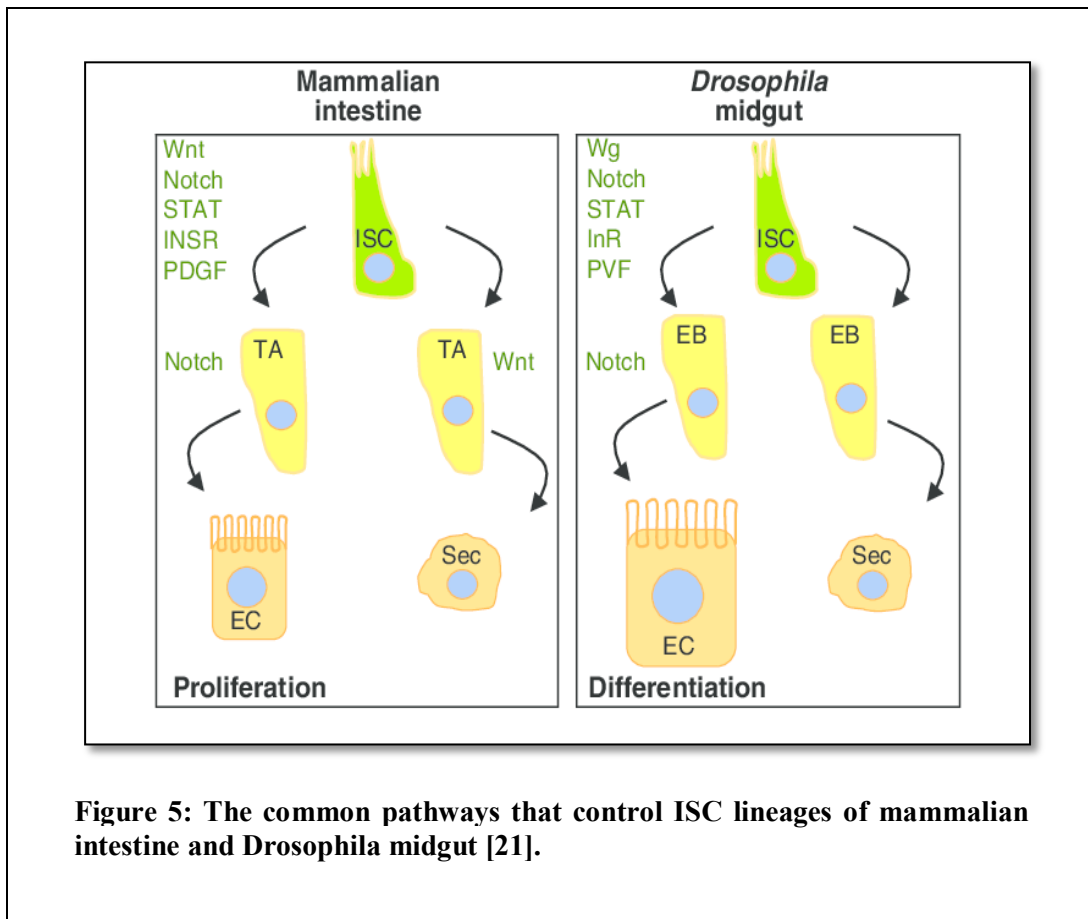 Mammalian
intestine
Wnt
Notch
STAT
INSR
PDGF
ISC
TA
TA
Notch
Wnt
EC
Sec
Proliferation
Drosophila
midgut
Wg
Notch
STAT
InR
PVF
ISC
EB
EB
Notch
EC
Sec
Differentiation
Figure 5: The common pathways that control ISC lineages of mammalian
intestine and Drosophila midgut [21].